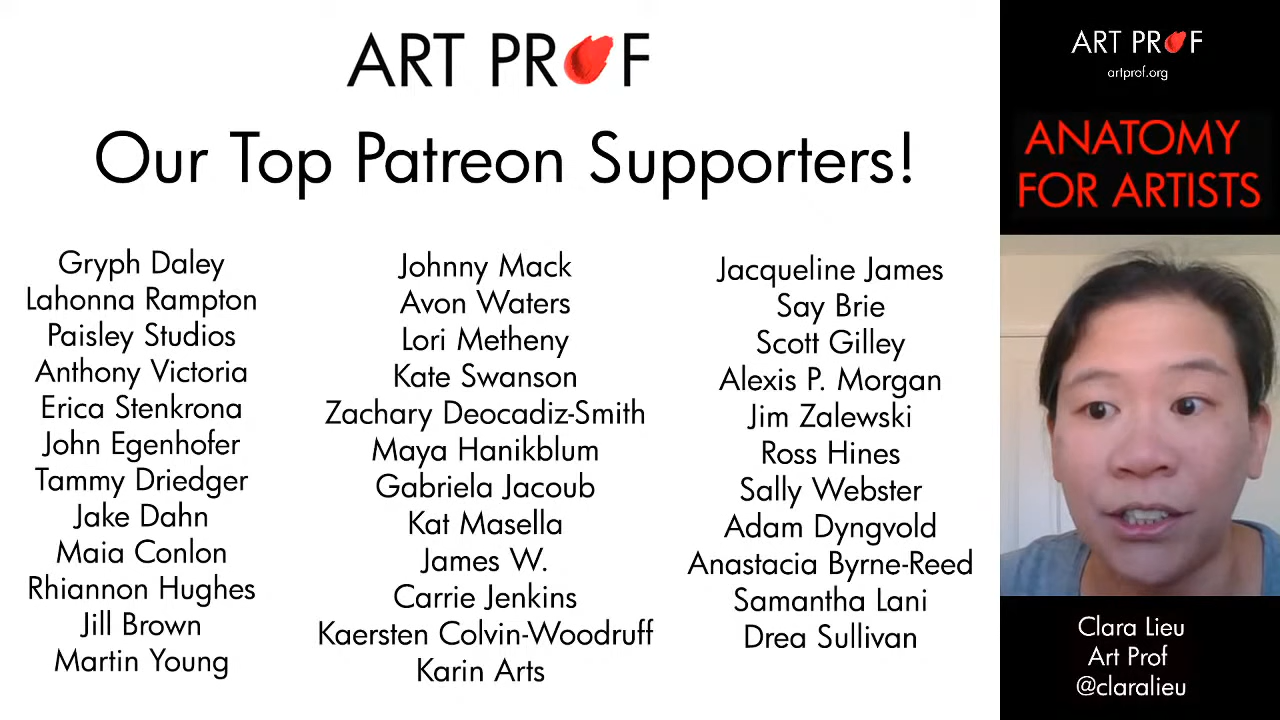 ART PROF
Our Top Patreon Supporters!
Gryph Daley
Lahonna Rampton
Paisley Studios
Anthony Victoria
Erica Stenkrona
John Egenhofer
Tammy Driedger
Jake Dahn
Maia Conlon
Rhiannon Hughes
Jill Brown
Martin Young
Johnny Mack
Avon Waters
Lori Metheny
Kate Swanson
Zachary Deocadiz-Smith
Maya Hanikblum
Gabriela Jacoub
Kat Masella
James W.
Carrie Jenkins
Kaersten Colvin-Woodruff
Karin Arts
Jacqueline James
Say Brie
Scott Gilley
Alexis P. Morgan
Jim Zalewski
Ross Hines
Sally Webster
Adam Dyngvold
Anastacia Byrne-Reed
Samantha Lani
Drea Sullivan
ART PROF
artprof.org
ANATOMY
FOR ARTISTS
Clara Lieu
Art Prof
@claralieu